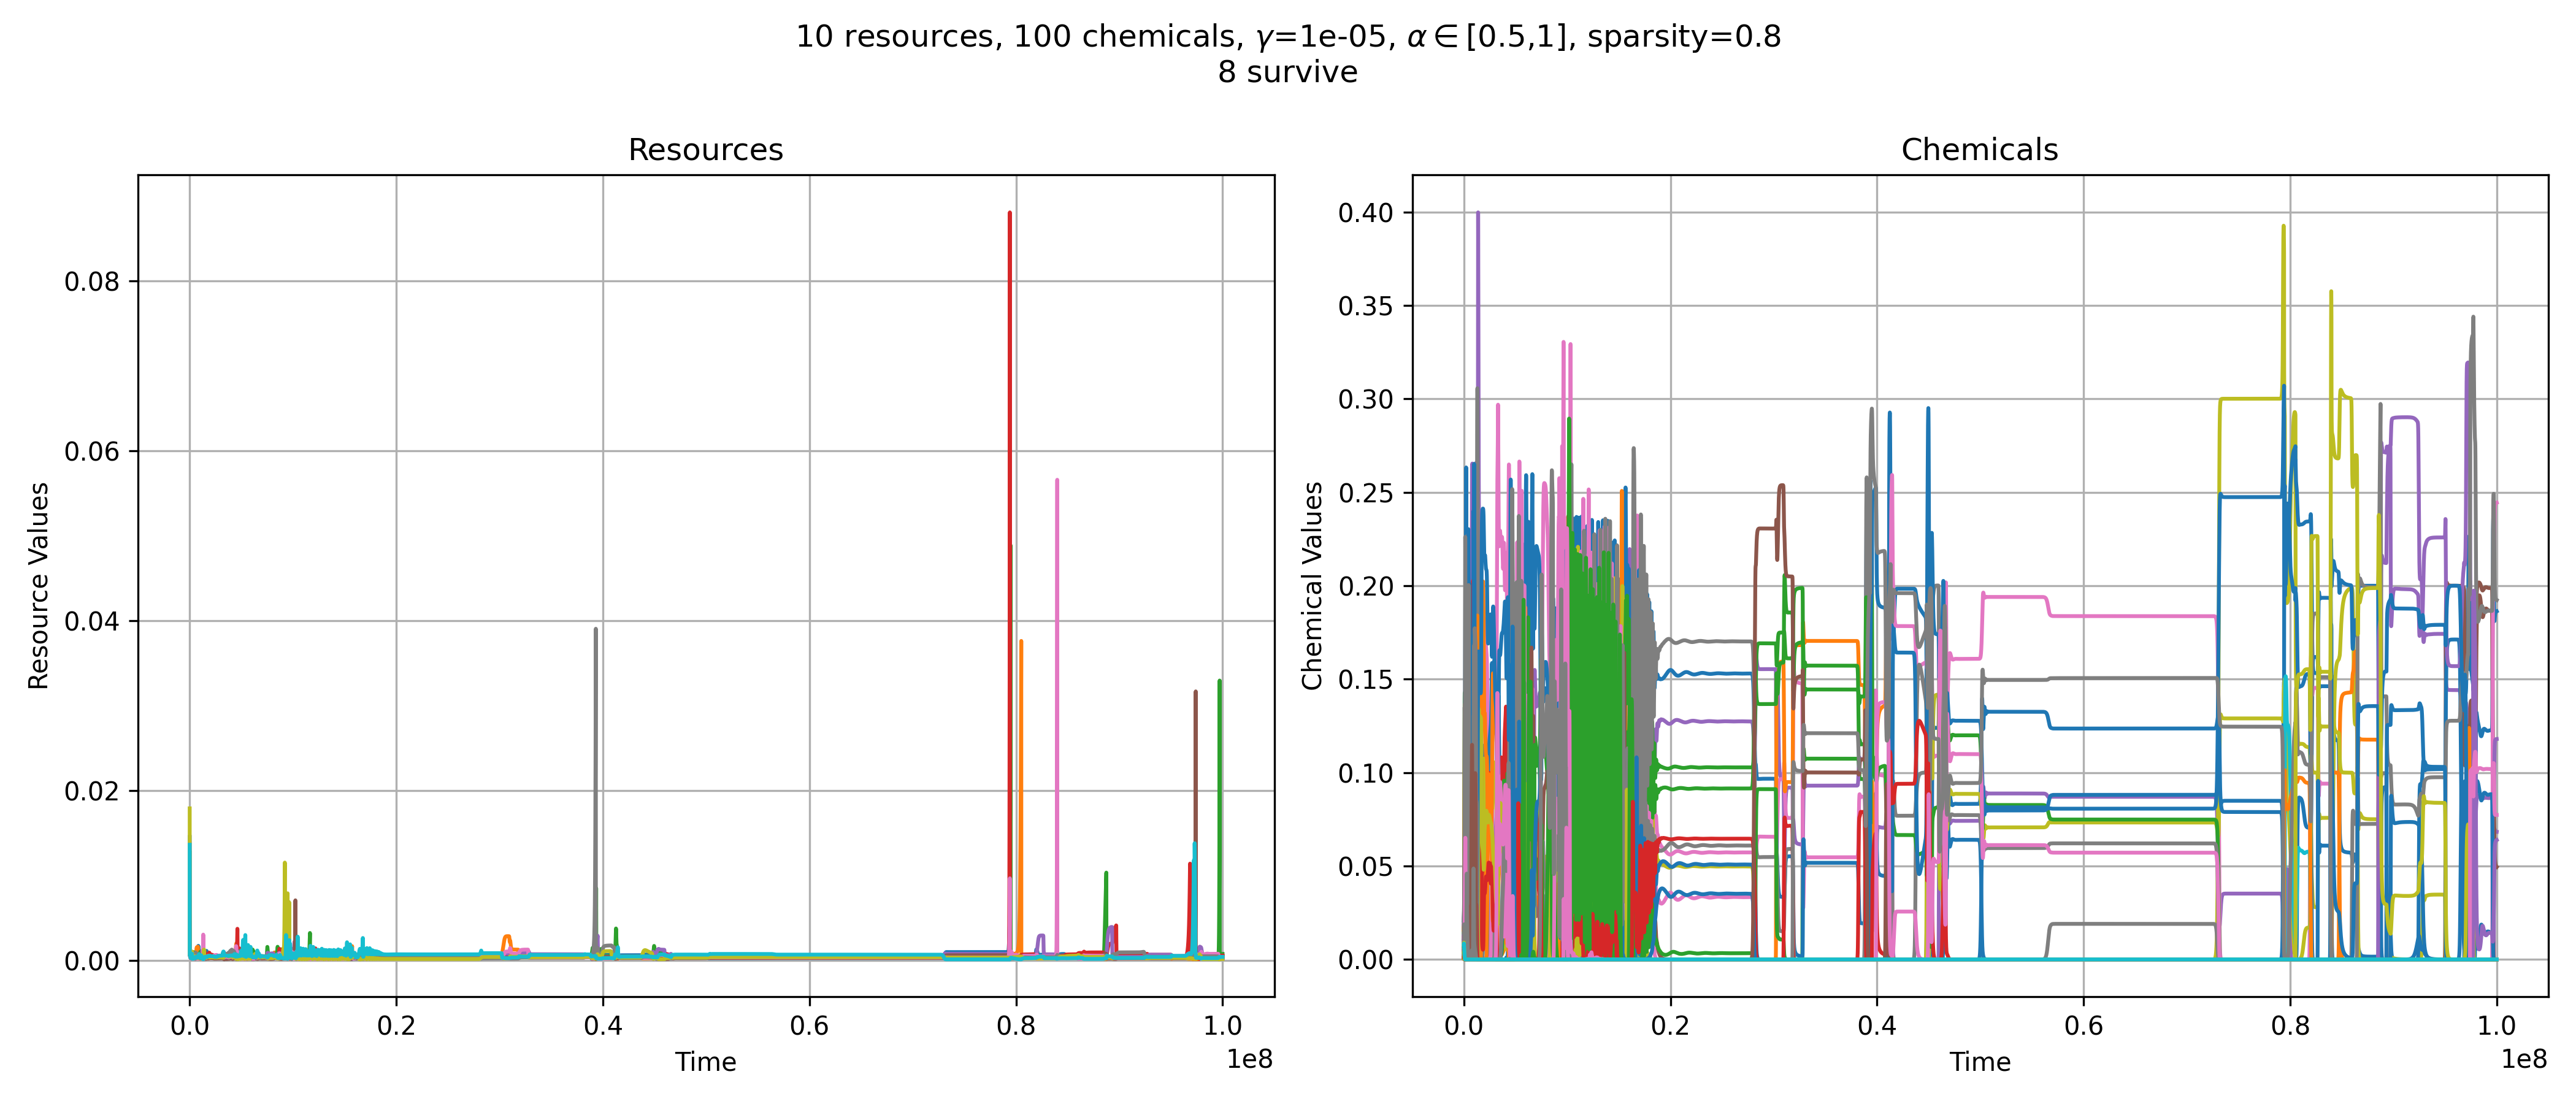 10 resources, 100 chemicals, γ=1e-05, α ∈ [0.5,1], sparsity=0.8
8 survive
Resources
Resource Values
0.08
0.06
0.04
0.02
0.00
0.0 0.2 0.4 0.6 0.8 1.0
1e8
Time
Chemicals
Chemical Values
0.40
0.35
0.30
0.25
0.20
0.15
0.10
0.05
0.00
0.0 0.2 0.4 0.6 0.8 1.0
1e8
Time